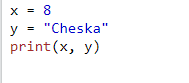 x = 8
y = "Cheska"
print(x, y)